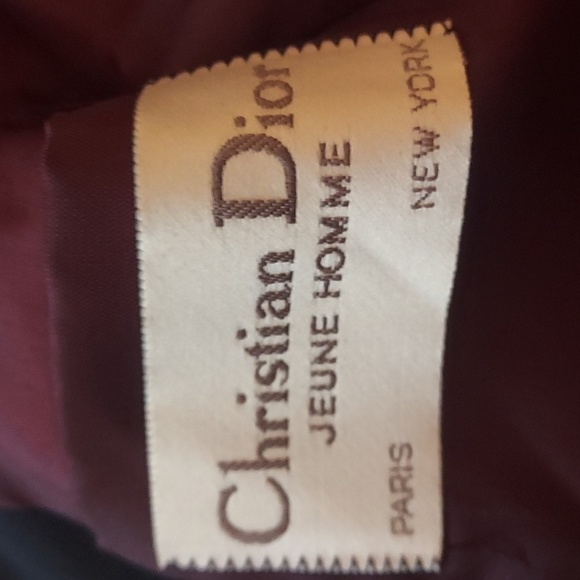 Christian Dior
JEUNE HOMME
PARIS NEW YORK